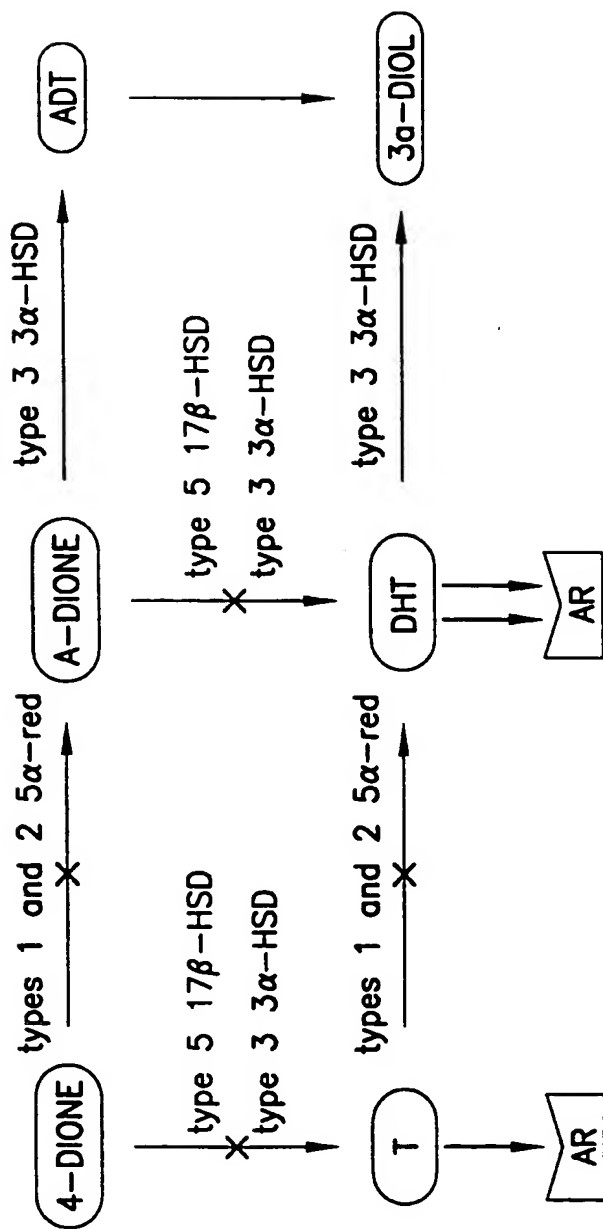 4-DIONE
types 1 and 2 5α-red
A-DIONE
type 3 3α-HSD
ADT
type 5 17β-HSD
type 3 3α-HSD
type 5 17β-HSD
type 3 3α-HSD
T
types 1 and 2 5α-red
DHT
type 3 3α-HSD
3a-DIOL
AR
AR